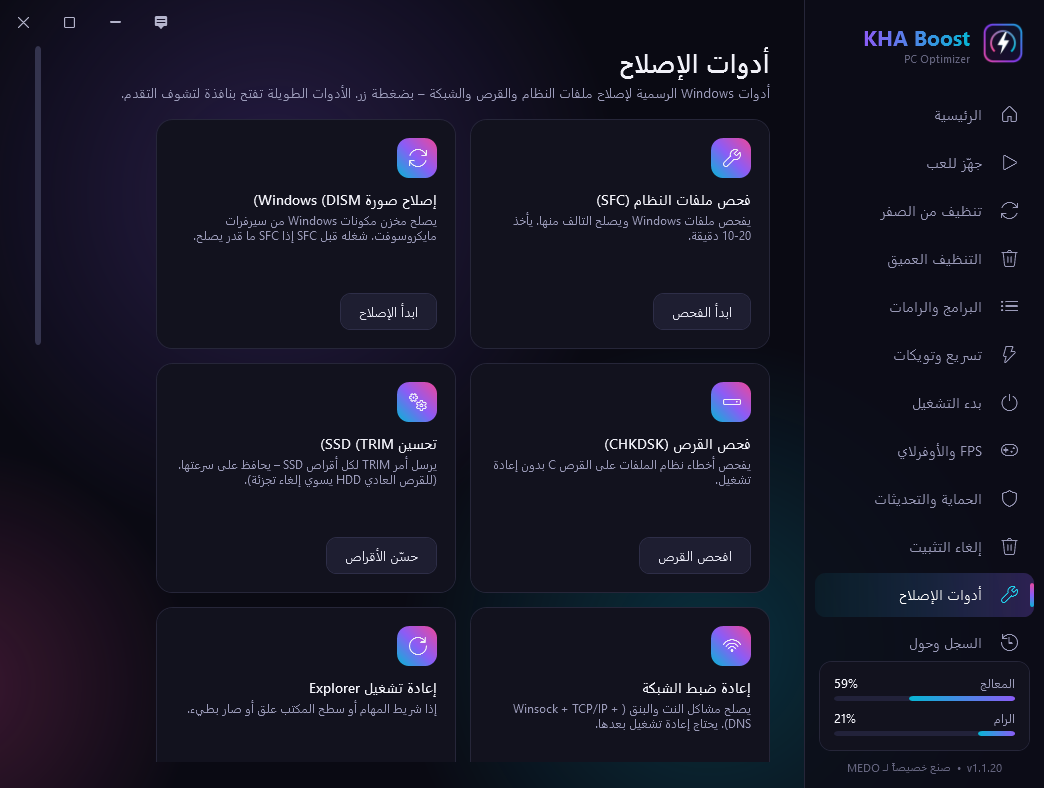 KHA Boost
PC Optimizer
الرئيسية
جهّز للعب
تنظيف من الصفر
التنظيف العميق
البرامج والرامات
تسريع وتويكات
بدء التشغيل
FPS والأوفرلاي
الحماية والتحديثات
إلغاء التثبيت
أدوات الإصلاح
السجل وحول
المعالج 59%
الرام 21%
v1.1.20 • صنع خصيصاً لـ MEDO
أدوات الإصلاح
أدوات Windows الرسمية لإصلاح ملفات النظام والقرص والشبكة – بضغطة زر. الأدوات الطويلة تفتح بنافذة لتشوف التقدم.
فحص ملفات النظام (SFC)
يفحص ملفات Windows ويصلح التالف منها. يأخذ
10-20 دقيقة.
ابدأ الفحص
إصلاح صورة Windows (DISM)
يصلح مخزن مكونات Windows من سيرفرات
مايكروسوفت. شغله قبل SFC إذا SFC ما قدر يصلح.
ابدأ الإصلاح
فحص القرص (CHKDSK)
يفحص أخطاء نظام الملفات على القرص C بدون إعادة
تشغيل.
افحص القرص
تحسين SSD (TRIM)
يرسل أمر TRIM لكل أقراص SSD – يحافظ على سرعتها.
(للقرص العادي HDD يسوي إلغاء تجزئة).
حسّن الأقراص
إعادة ضبط الشبكة
يصلح مشاكل النت والبنق (Winsock + TCP/IP +
DNS). يحتاج إعادة تشغيل بعدها.
إعادة تشغيل Explorer
إذا شريط المهام أو سطح المكتب علق أو صار بطيء.